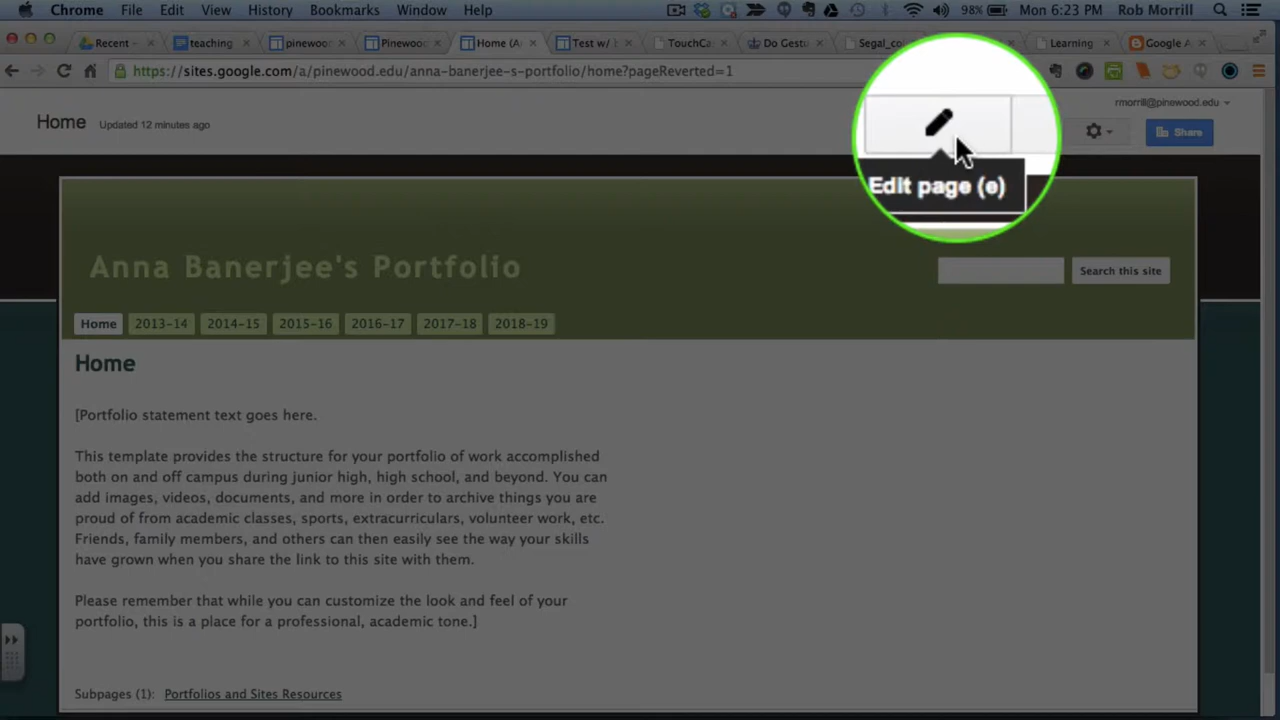 Chrome File Edit View History Bookmarks Window Help 98% Mon 6:23 PM Rob Morrill
Recent - teaching pinewoo Pinewoo Home (A Test w/ TouchCa Do Gestu Segal_co Learning Google A
https://sites.google.com/a/pinewood.edu/anna-banerjee-s-portfolio/home?pageReverted=1
rmorrill@pinewood.edu
Home Updated 12 minutes ago Share
Edit page (e)
Anna Banerjee's Portfolio
Search this site
Home 2013-14 2014-15 2015-16 2016-17 2017-18 2018-19
Home
[Portfolio statement text goes here.
This template provides the structure for your portfolio of work accomplished
both on and off campus during junior high, high school, and beyond. You can
add images, videos, documents, and more in order to archive things you are
proud of from academic classes, sports, extracurriculars, volunteer work, etc.
Friends, family members, and others can then easily see the way your skills
have grown when you share the link to this site with them.
Please remember that while you can customize the look and feel of your
portfolio, this is a place for a professional, academic tone.]
Subpages (1): Portfolios and Sites Resources